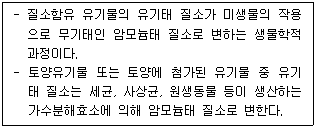 - 질소함유 유기물의 유기태 질소가 미생물의 작용
으로 무기태인 암모늄태 질소로 변하는 생물학적
과정이다.
- 토양유기물 또는 토양에 첨가된 유기물 중 유기
태 질소는 세균, 사상균, 원생동물 등이 생산하는
가수분해효소에 의해 암모늄태 질소로 변한다.